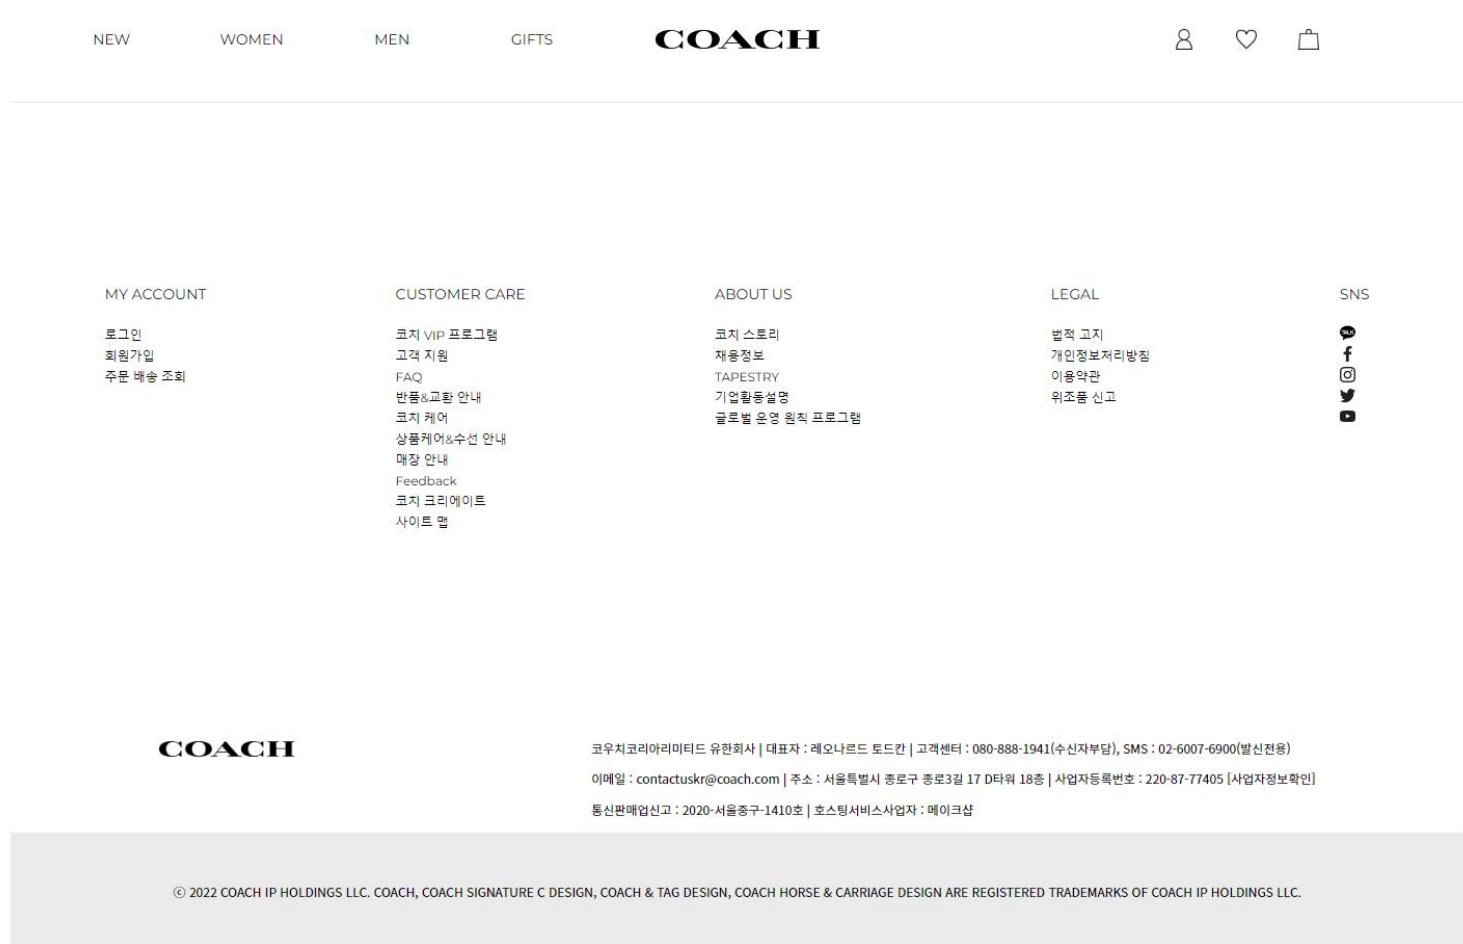 NEW WOMEN MEN GIFTS COACH
MY ACCOUNT
로그인
회원가입
주문 배송 조회
CUSTOMER CARE
코치 VIP 프로그램
고객 지원
FAQ
반품&교환 안내
코치 케어
상품케어&수선 안내
매장 안내
Feedback
코치 크리에이트
사이트 맵
ABOUT US
코치 스토리
채용정보
TAPESTRY
기업활동설명
글로벌 운영 원칙 프로그램
LEGAL
법적 고지
개인정보처리방침
이용약관
위조품 신고
SNS
TALK
COACH
코우치코리아리미티드 유한회사 | 대표자 : 레오나르드 토드칸 | 고객센터 : 080-888-1941(수신자부담), SMS : 02-6007-6900(발신전용)
이메일 : contactuskr@coach.com | 주소 : 서울특별시 종로구 종로3길 17 D타워 18층 | 사업자등록번호 : 220-87-77405 [사업자정보확인]
통신판매업신고 : 2020-서울중구-1410호 | 호스팅서비스사업자 : 메이크샵
ⓒ 2022 COACH IP HOLDINGS LLC. COACH, COACH SIGNATURE C DESIGN, COACH & TAG DESIGN, COACH HORSE & CARRIAGE DESIGN ARE REGISTERED TRADEMARKS OF COACH IP HOLDINGS LLC.